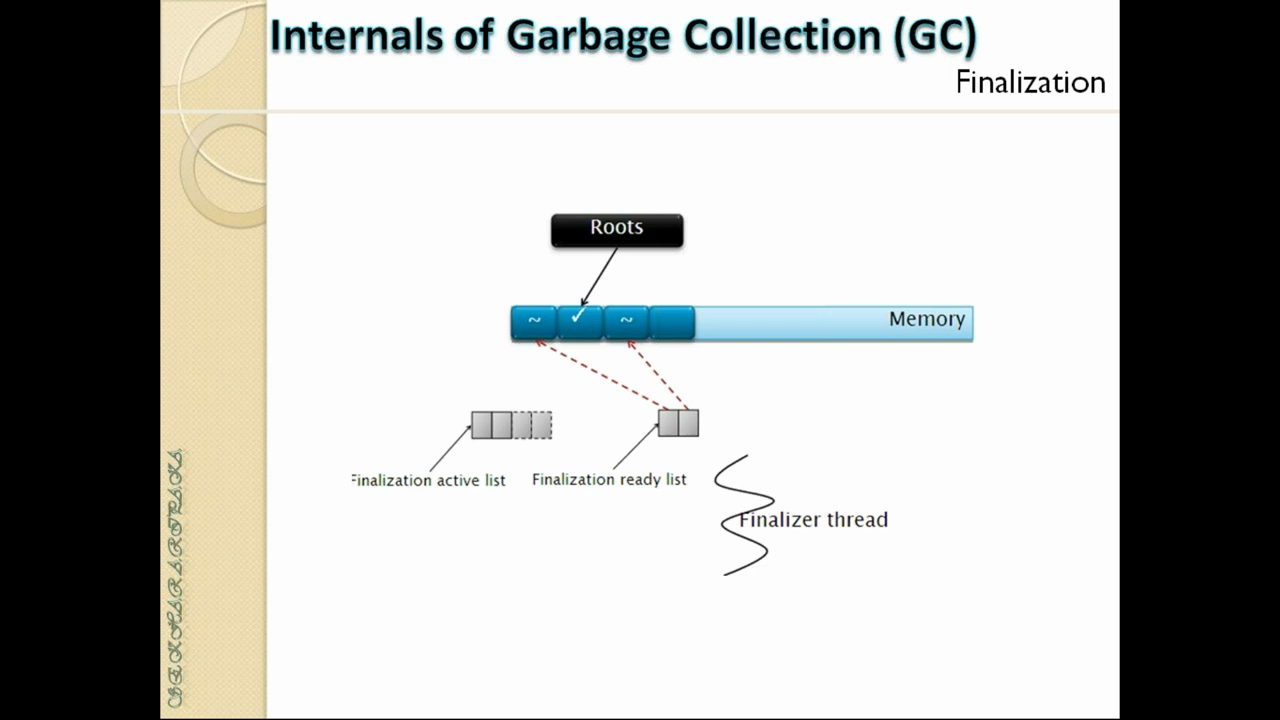 Internals of Garbage Collection (GC)
Finalization
Roots
~ ✓ ~
Memory
Finalization active list
Finalization ready list
Finalizer thread